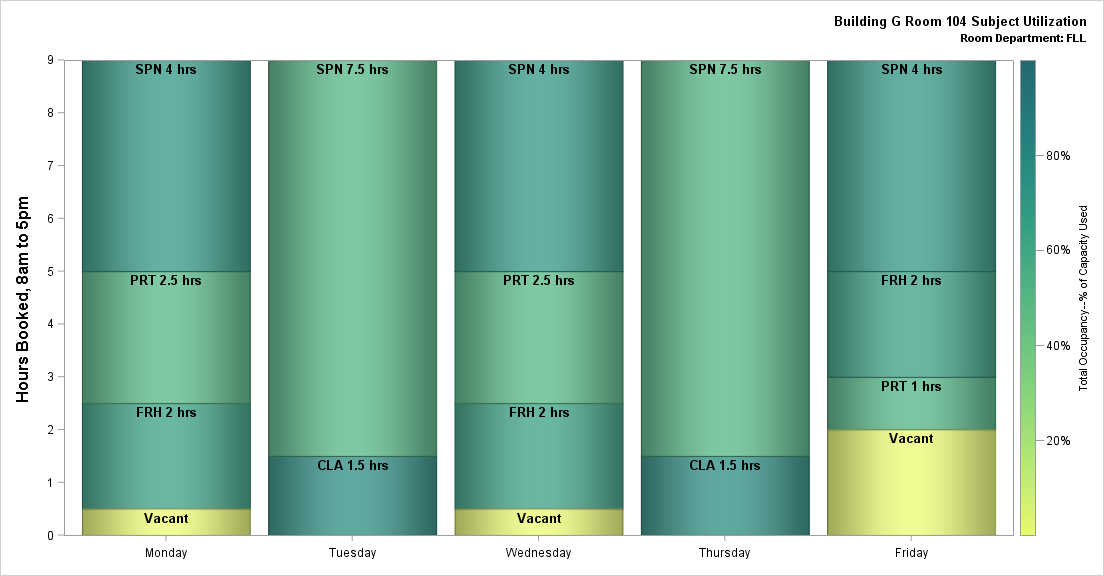 Building G Room 104 Subject Utilization
Room Department: FLL
Hours Booked, 8am to 5pm
9
8
7
6
5
4
3
2
1
0
SPN 4 hrs
PRT 2.5 hrs
FRH 2 hrs
Vacant
SPN 7.5 hrs
CLA 1.5 hrs
SPN 4 hrs
PRT 2.5 hrs
FRH 2 hrs
Vacant
SPN 7.5 hrs
CLA 1.5 hrs
SPN 4 hrs
FRH 2 hrs
PRT 1 hrs
Vacant
Monday
Tuesday
Wednesday
Thursday
Friday
80%
60%
40%
20%
Total Occupancy--% of Capacity Used